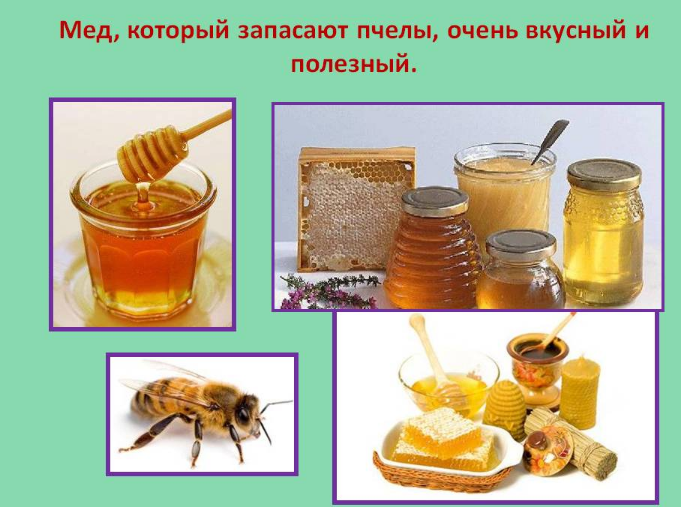 Мед, который запасают пчелы, очень вкусный и
полезный.